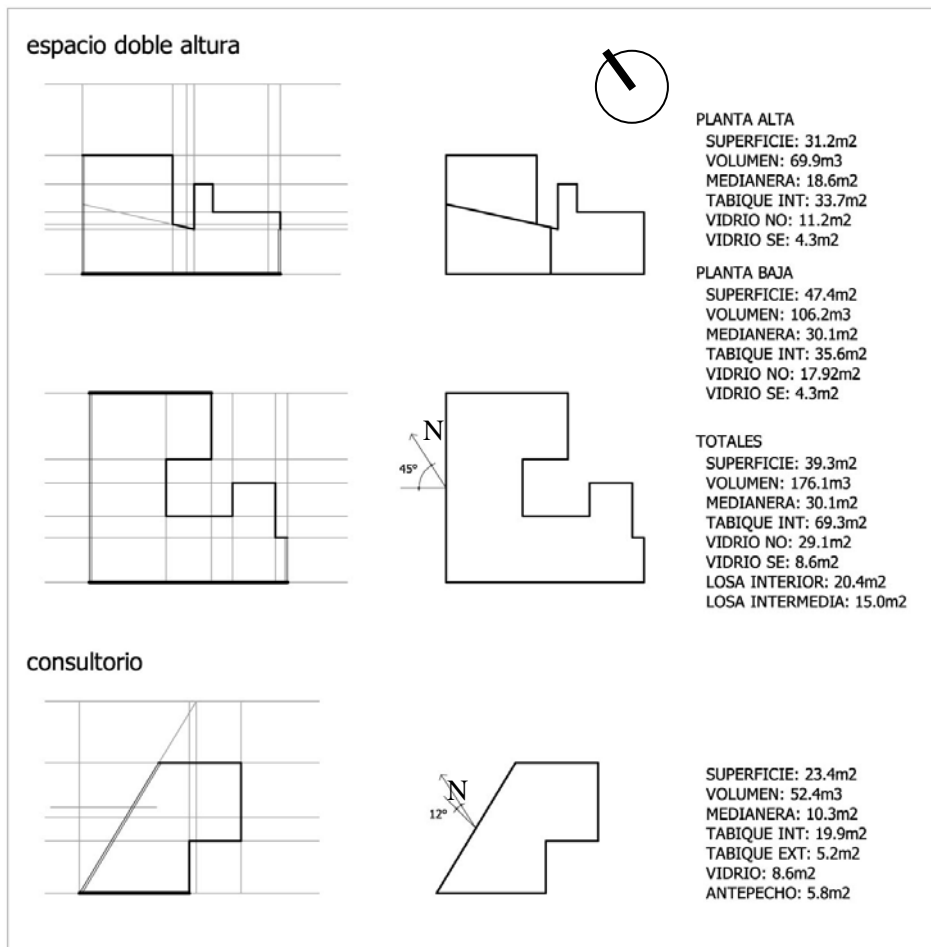 espacio doble altura
PLANTA ALTA
SUPERFICIE: 31.2m2
VOLUMEN: 69.9m3
MEDIANERA: 18.6m2
TABIQUE INT: 33.7m2
VIDRIO NO: 11.2m2
VIDRIO SE: 4.3m2
PLANTA BAJA
SUPERFICIE: 47.4m2
VOLUMEN: 106.2m3
MEDIANERA: 30.1m2
TABIQUE INT: 35.6m2
VIDRIO NO: 17.92m2
VIDRIO SE: 4.3m2
N
45°
TOTALES
SUPERFICIE: 39.3m2
VOLUMEN: 176.1m3
MEDIANERA: 30.1m2
TABIQUE INT: 69.3m2
VIDRIO NO: 29.1m2
VIDRIO SE: 8.6m2
LOSA INTERIOR: 20.4m2
LOSA INTERMEDIA: 15.0m2
consultorio
N
12°
SUPERFICIE: 23.4m2
VOLUMEN: 52.4m3
MEDIANERA: 10.3m2
TABIQUE INT: 19.9m2
TABIQUE EXT: 5.2m2
VIDRIO: 8.6m2
ANTEPECHO: 5.8m2